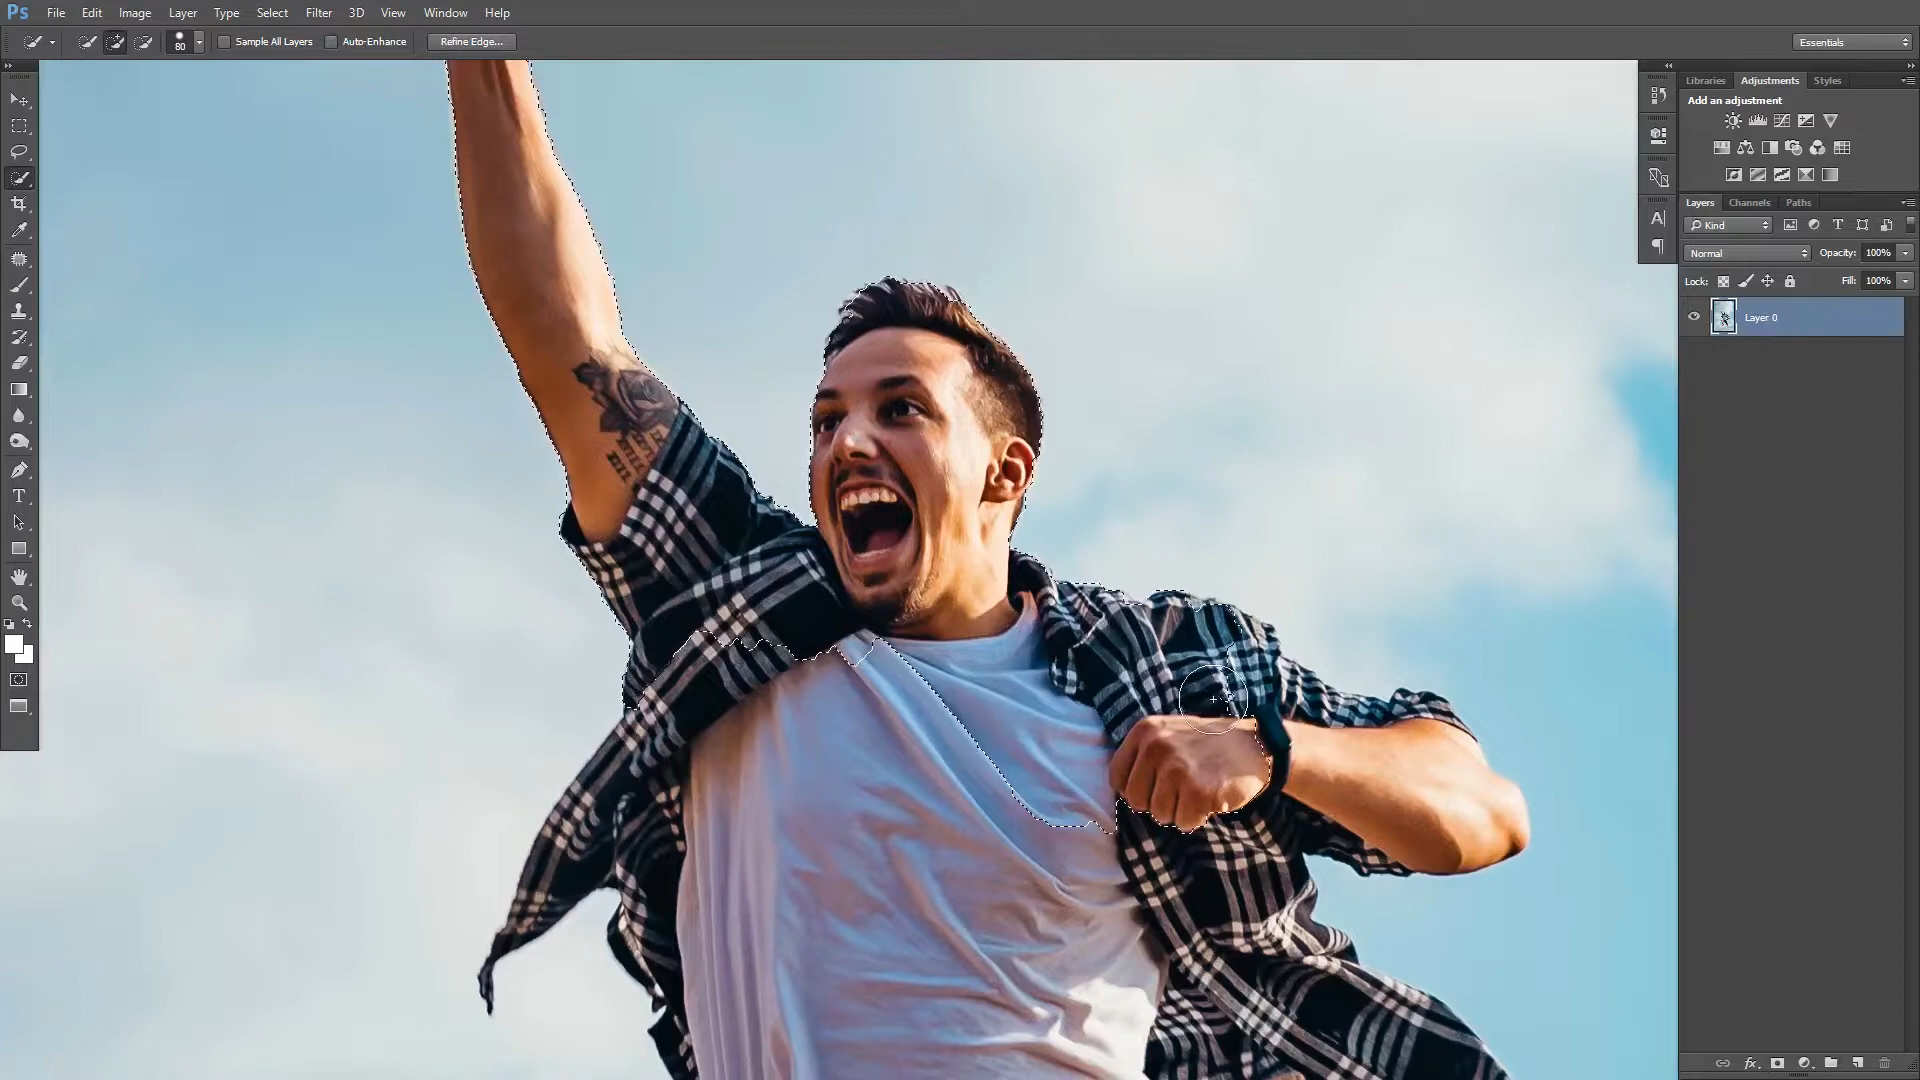 Ps File Edit Image Layer Type Select Filter 3D View Window Help
80 Sample All Layers Auto-Enhance Refine Edge... Essentials
Libraries Adjustments Styles
Add an adjustment
Layers Channels Paths
Kind
Normal Opacity: 100%
Lock: Fill: 100%
Layer 0